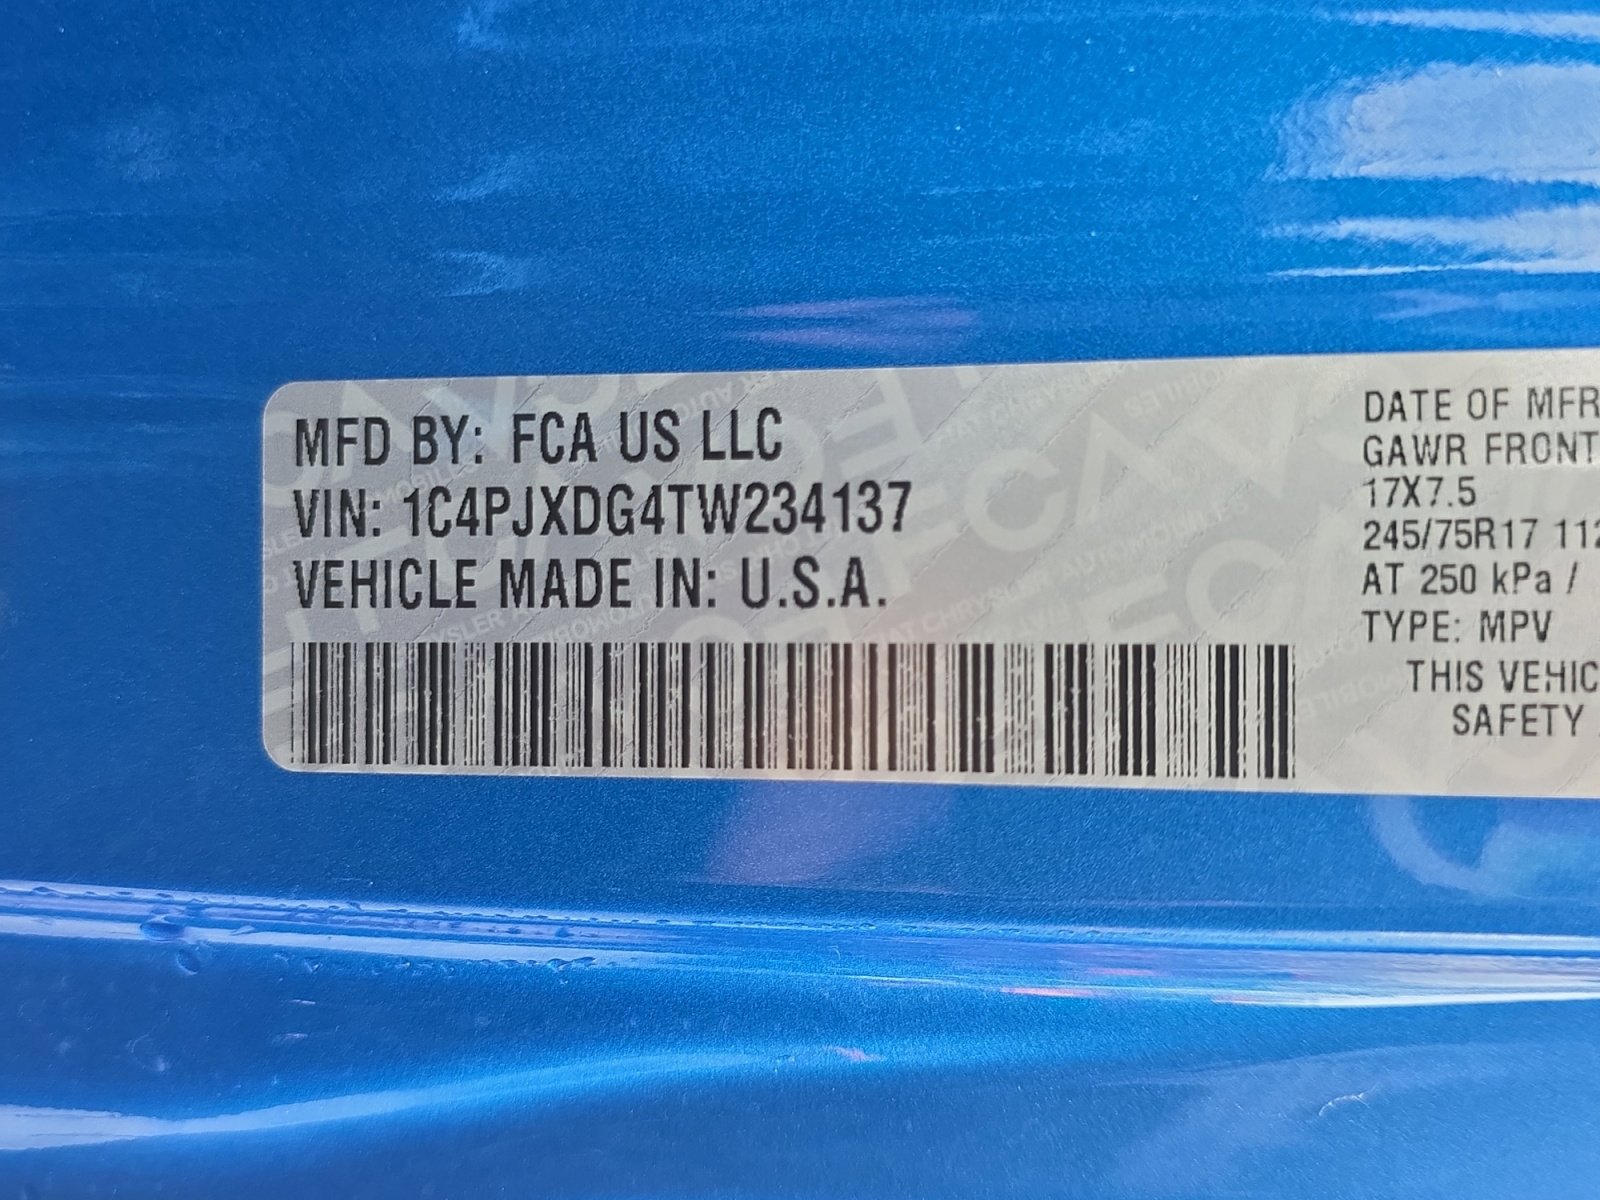 MFD BY: FCA US LLC
VIN: 1C4PJXDG4TW234137
VEHICLE MADE IN: U.S.A.
DATE OF MFR
GAWR FRONT
17X7.5
245/75R17 112
AT 250 kPa /
TYPE: MPV
THIS VEHIC
SAFETY